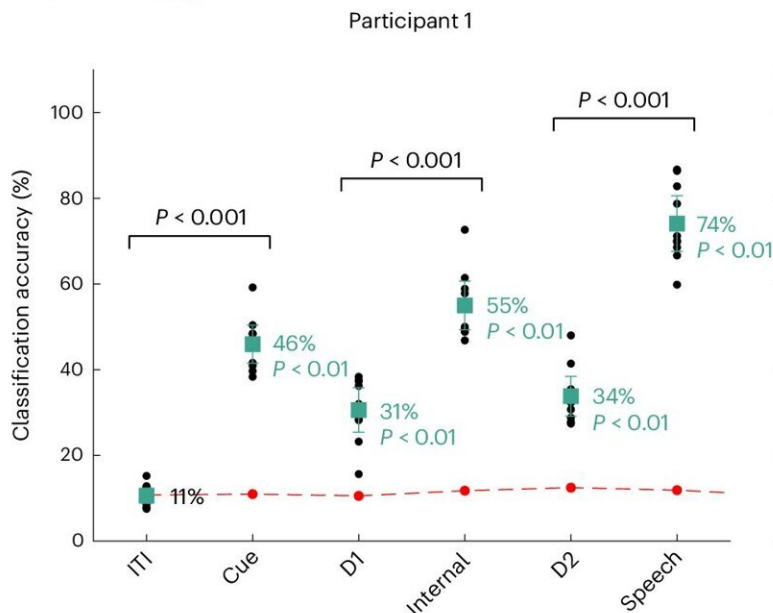 Participant 1
Classification accuracy (%)
100
80
60
40
20
0
P < 0.001
P < 0.001
P < 0.001
11%
46%
P < 0.01
31%
P < 0.01
55%
P < 0.01
34%
P < 0.01
74%
P < 0.01
ITI
Cue
D1
Internal
D2
Speech